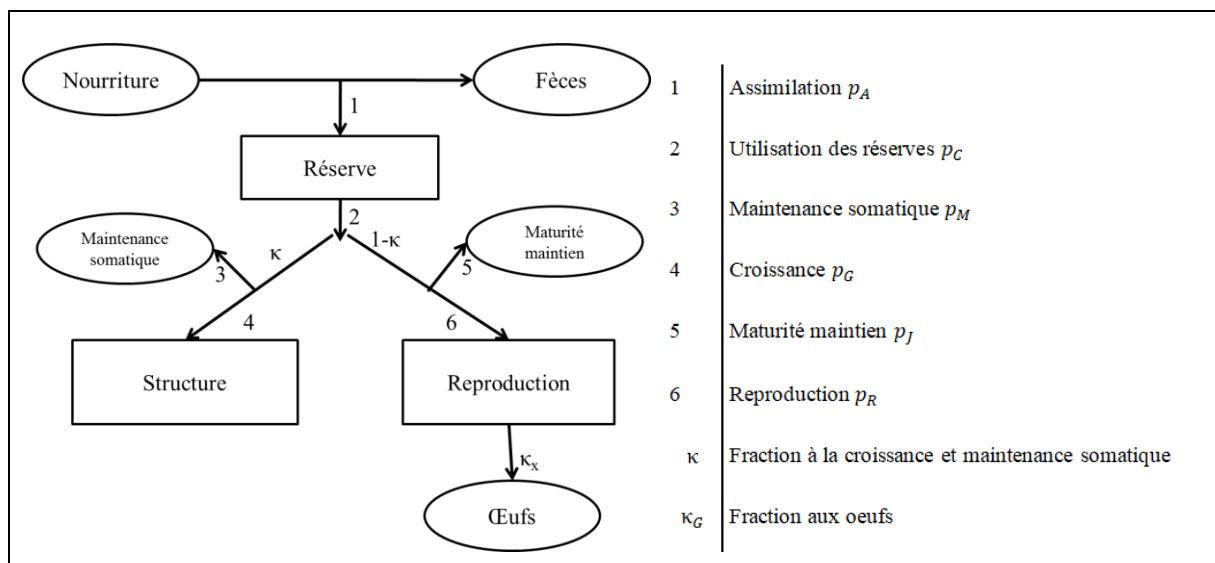 Nourriture
Fèces
1
Réserve
2
Maintenance
somatique
κ
1-κ
Maturité
maintien
3
5
4
6
Structure
Reproduction
κx
Œufs
1 Assimilation pA
2 Utilisation des réserves pC
3 Maintenance somatique pM
4 Croissance pG
5 Maturité maintien pJ
6 Reproduction pR
κ Fraction à la croissance et maintenance somatique
κG Fraction aux oeufs